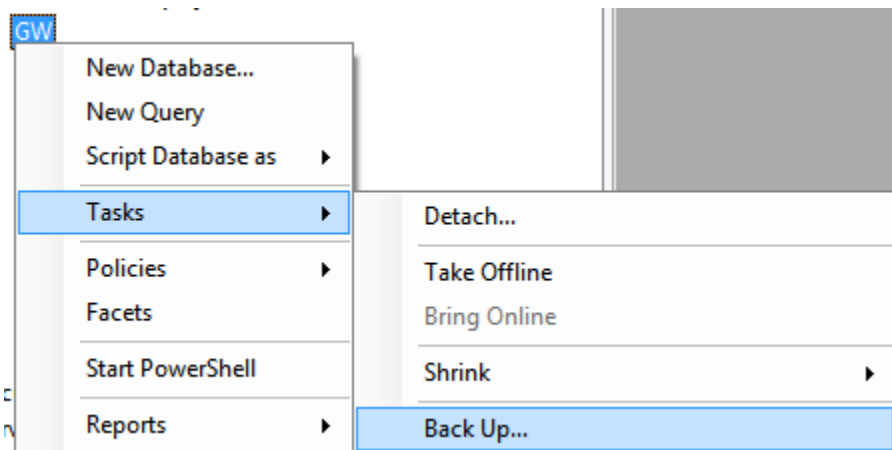 GW
New Database...
New Query
Script Database as
Tasks
Policies
Facets
Start PowerShell
Reports
Detach...
Take Offline
Bring Online
Shrink
Back Up...